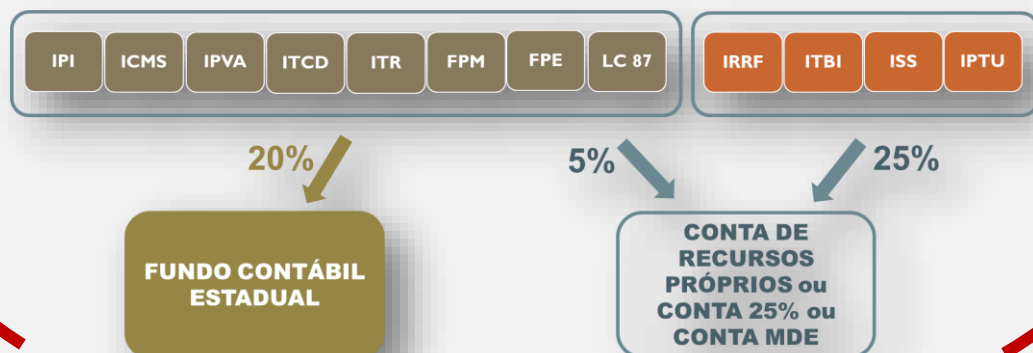 IPI ICMS IPVA ITCD ITR FPM FPE LC 87 IRRF ITBI ISS IPTU
20% 5% 25%
FUNDO CONTÁBIL
ESTADUAL
CONTA DE
RECURSOS
PRÓPRIOS ou
CONTA 25% ou
CONTA MDE